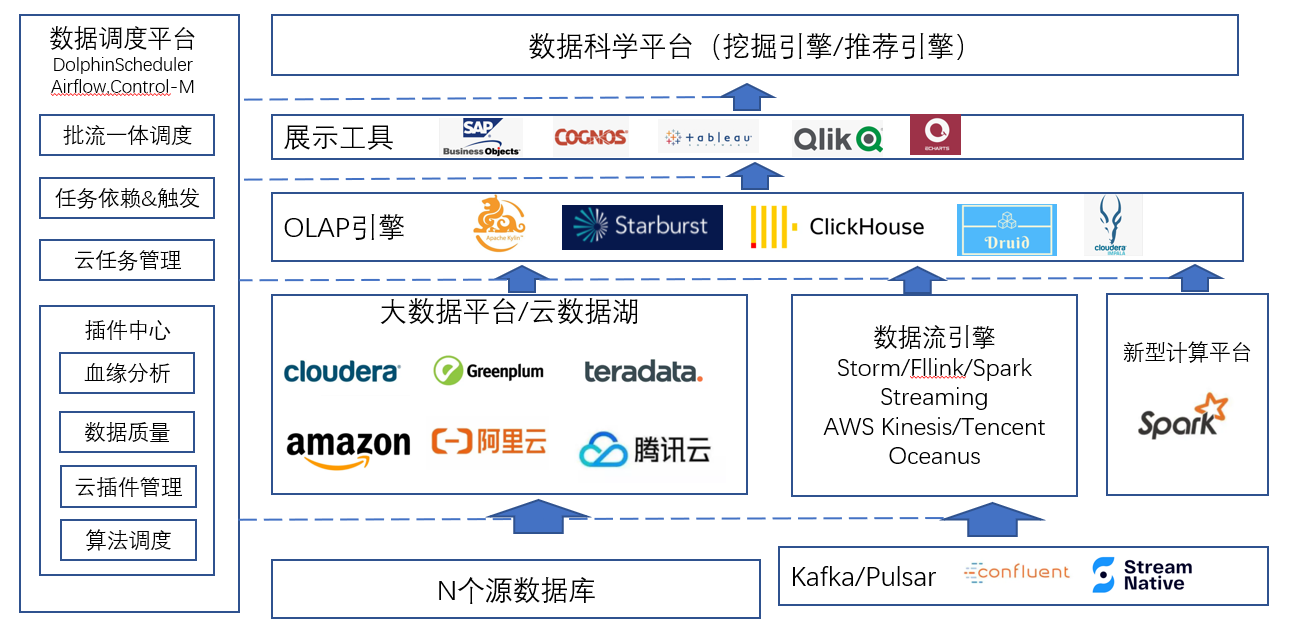 数据调度平台
DolphinScheduler
Airflow,Control-M
批流一体调度
任务依赖&触发
云任务管理
插件中心
血缘分析
数据质量
云插件管理
算法调度
数据科学平台（挖掘引擎/推荐引擎）
展示工具
SAP
Business Objects
COGNOS
+ableau
SOFTWARE
Qlik
ECHARTS
OLAP引擎
Apache Kylin™
Starburst
ClickHouse
Druid
cloudera
IMPALA
大数据平台/云数据湖
cloudera
Greenplum
teradata.
amazon
阿里云
腾讯云
数据流引擎
Storm/Fllink/Spark
Streaming
AWS Kinesis/Tencent
Oceanus
新型计算平台
Spark
N个源数据库
Kafka/Pulsar
confluent
Stream
Native